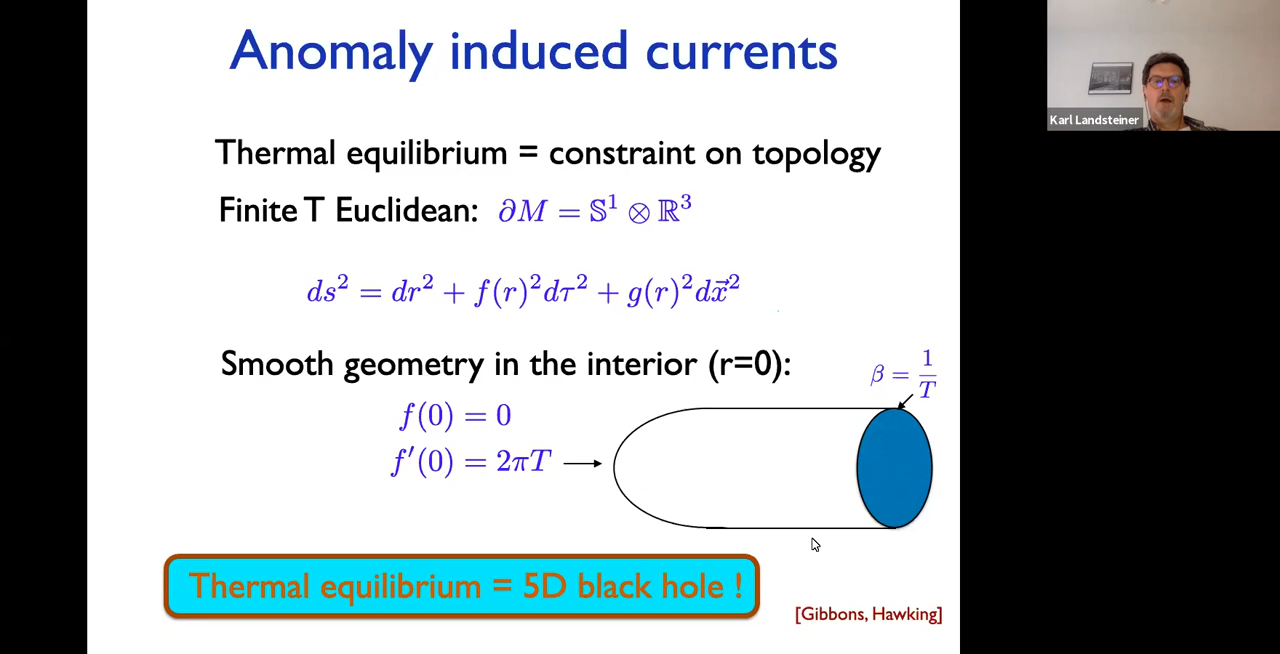 Anomaly induced currents
Karl Landsteiner
Thermal equilibrium = constraint on topology
Finite T Euclidean: ∂M = 𝕊¹ ⊗ ℝ³
ds² = dr² + f(r)²dτ² + g(r)²dx⃗²
Smooth geometry in the interior (r=0):
β = 1/T
f(0) = 0
f′(0) = 2πT
Thermal equilibrium = 5D black hole !
[Gibbons, Hawking]